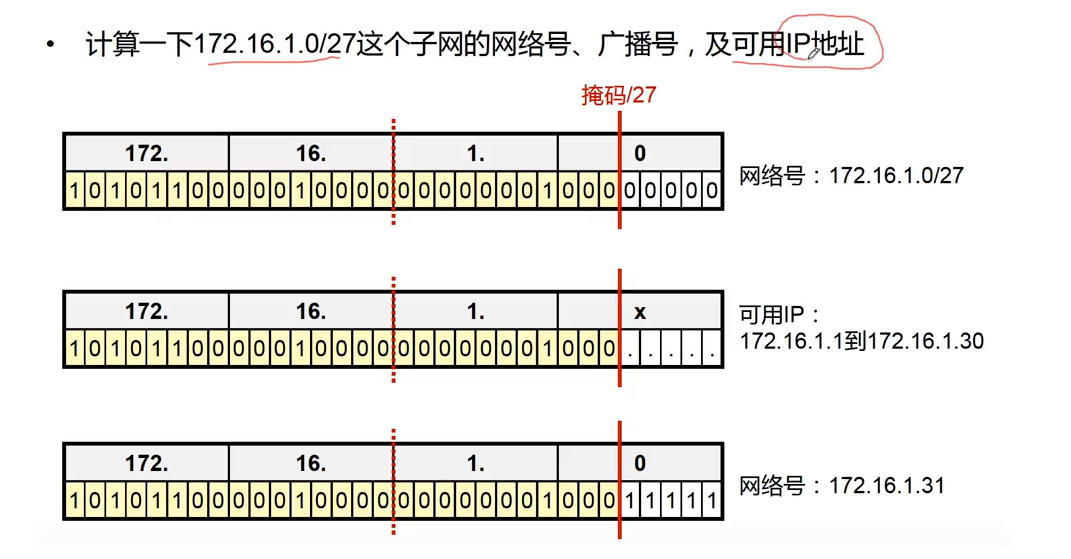 • 计算一下172.16.1.0/27这个子网的网络号、广播号，及可用IP地址
掩码/27
172. 16. 1. 0
1 0 1 0 1 1 0 0 0 0 0 1 0 0 0 0 0 0 0 0 0 0 0 1 0 0 0 0 0 0 0 0
网络号：172.16.1.0/27
172. 16. 1. x
1 0 1 0 1 1 0 0 0 0 0 1 0 0 0 0 0 0 0 0 0 0 0 1 0 0 0 . . . . .
可用IP：
172.16.1.1到172.16.1.30
172. 16. 1. 0
1 0 1 0 1 1 0 0 0 0 0 1 0 0 0 0 0 0 0 0 0 0 0 1 0 0 0 1 1 1 1 1
网络号：172.16.1.31